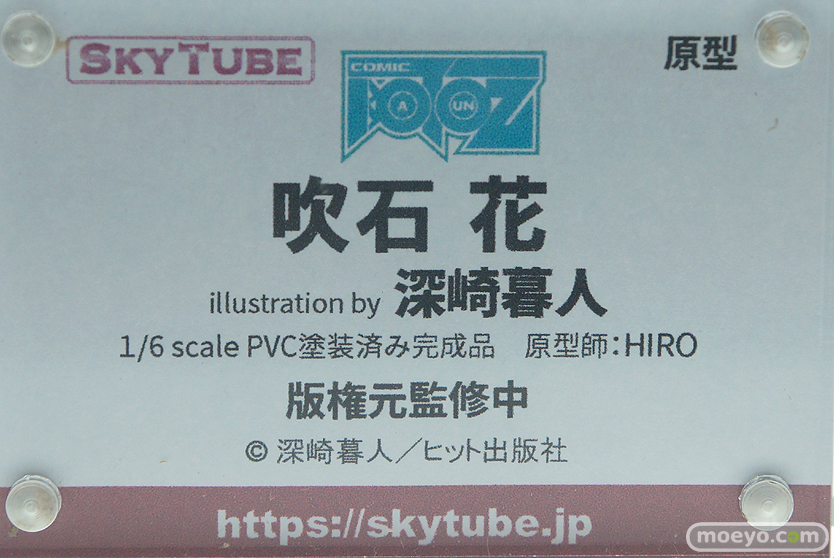 SKYTUBE
COMIC
A UN
原型
吹石 花
illustration by 深崎暮人
1/6 scale PVC塗装済み完成品 原型師：HIRO
版権元監修中
© 深崎暮人／ヒット出版社
https://skytube.jp
moeyo.com